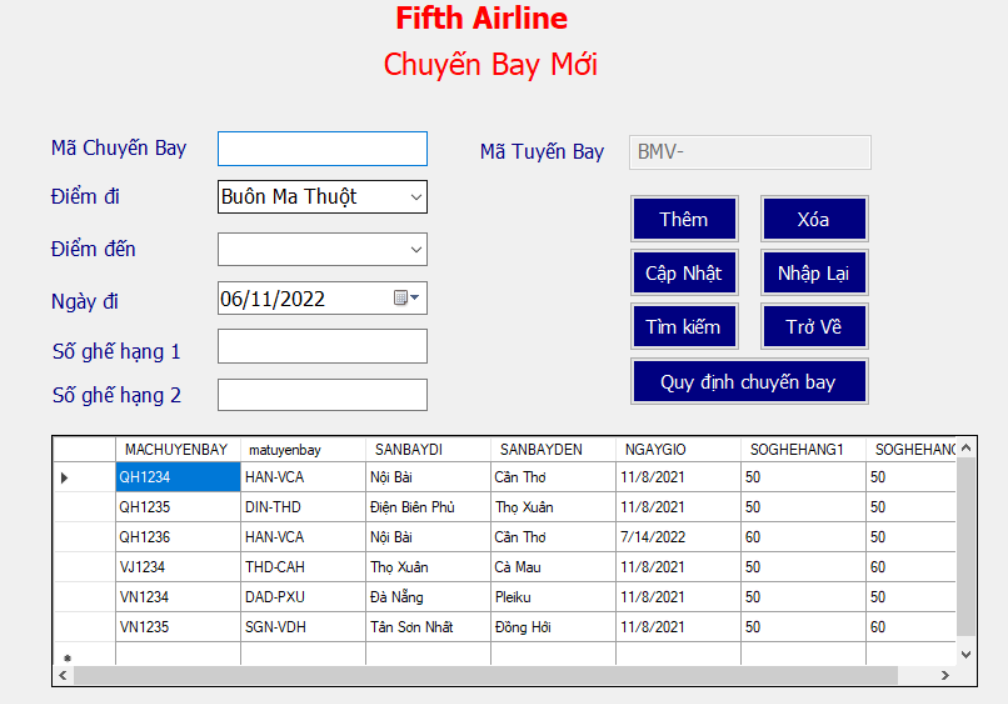 Fifth Airline
Chuyến Bay Mới
Mã Chuyến Bay
Mã Tuyến Bay BMV-
Điểm đi Buôn Ma Thuột
Thêm Xóa
Điểm đến
Cập Nhật Nhập Lại
Ngày đi 06/11/2022
Tìm kiếm Trở Về
Số ghế hạng 1
Quy định chuyến bay
Số ghế hạng 2
MACHUYENBAY matuyenbay SANBAYDI SANBAYDEN NGAYGIO SOGHEHANG1 SOGHEHANG
QH1234 HAN-VCA Nội Bài Cần Thơ 11/8/2021 50 50
QH1235 DIN-THD Điện Biên Phủ Thọ Xuân 11/8/2021 50 50
QH1236 HAN-VCA Nội Bài Cần Thơ 7/14/2022 60 50
VJ1234 THD-CAH Thọ Xuân Cà Mau 11/8/2021 50 60
VN1234 DAD-PXU Đà Nẵng Pleiku 11/8/2021 50 50
VN1235 SGN-VDH Tân Sơn Nhất Đồng Hới 11/8/2021 50 60